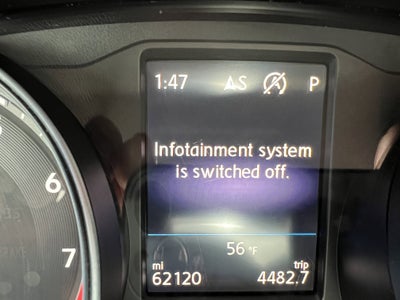 1:47 AS A P
Infotainment system
is switched off.
56 °F
mi trip
62120 4482.7
6
7